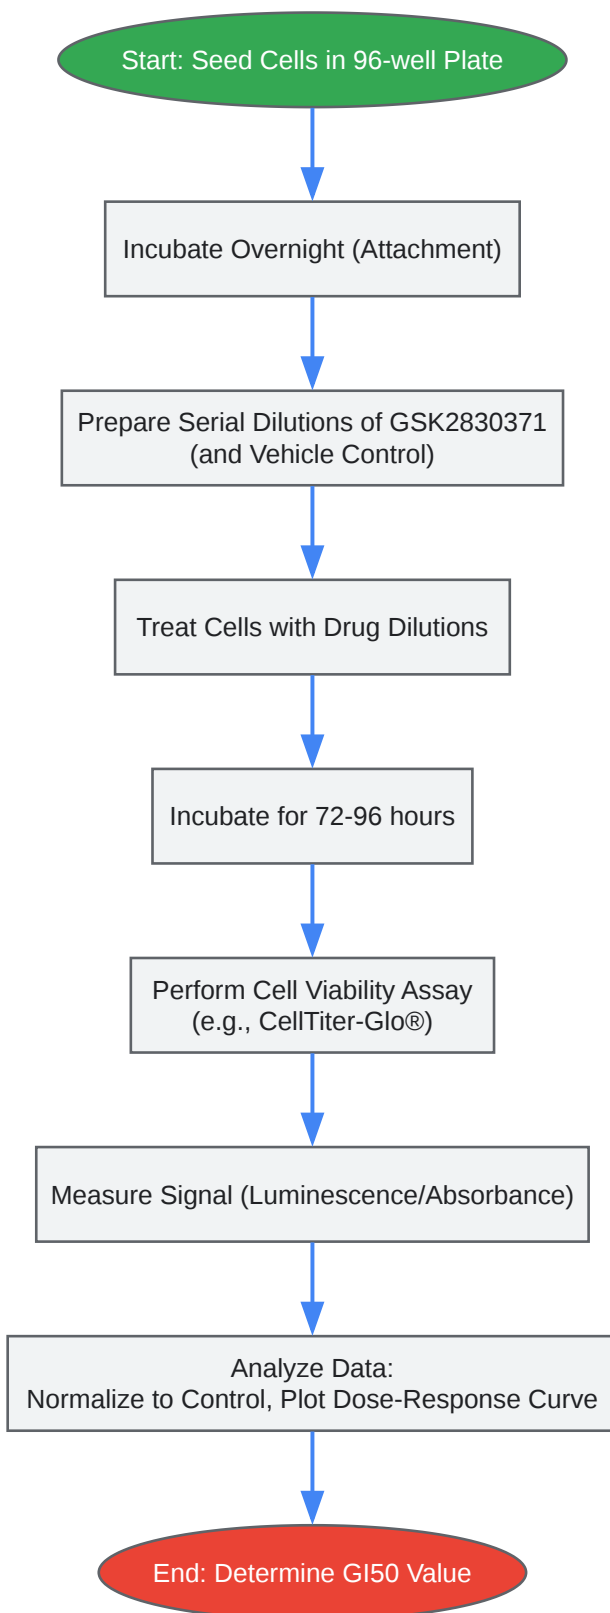 Start: Seed Cells in 96-well Plate
Incubate Overnight (Attachment)
Prepare Serial Dilutions of GSK2830371
(and Vehicle Control)
Treat Cells with Drug Dilutions
Incubate for 72-96 hours
Perform Cell Viability Assay
(e.g., CellTiter-Glo®)
Measure Signal (Luminescence/Absorbance)
Analyze Data:
Normalize to Control, Plot Dose-Response Curve
End: Determine GI50 Value